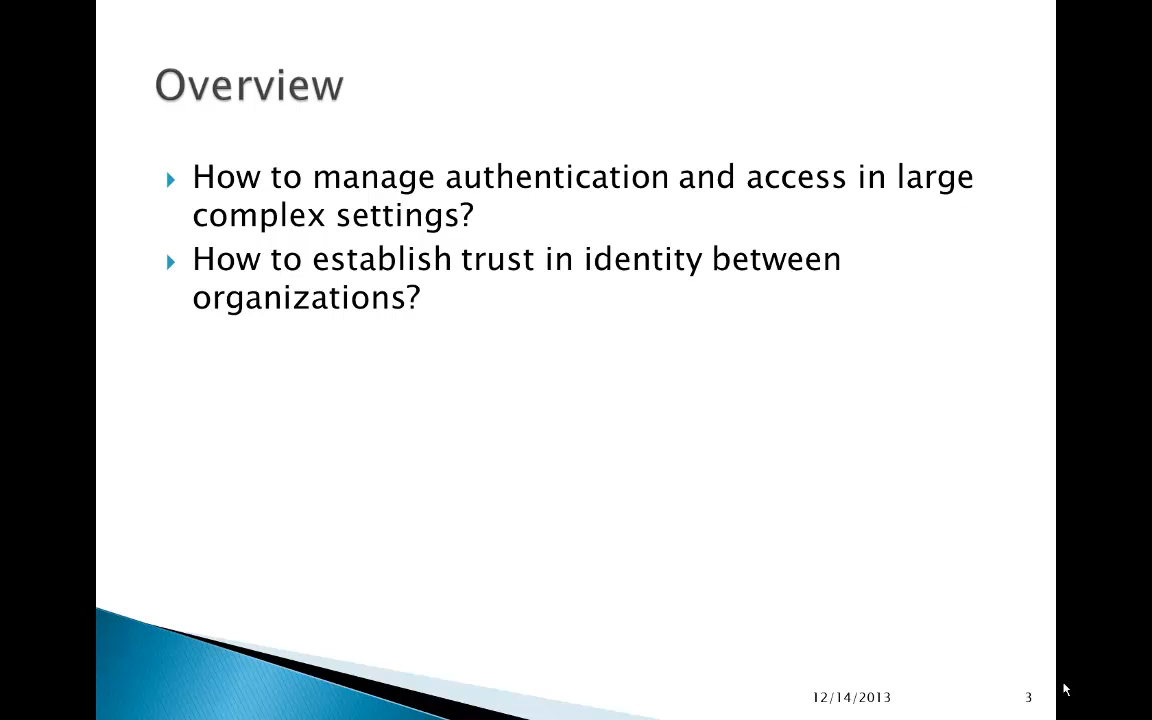 Overview
How to manage authentication and access in large
complex settings?
How to establish trust in identity between
organizations?
12/14/2013 3